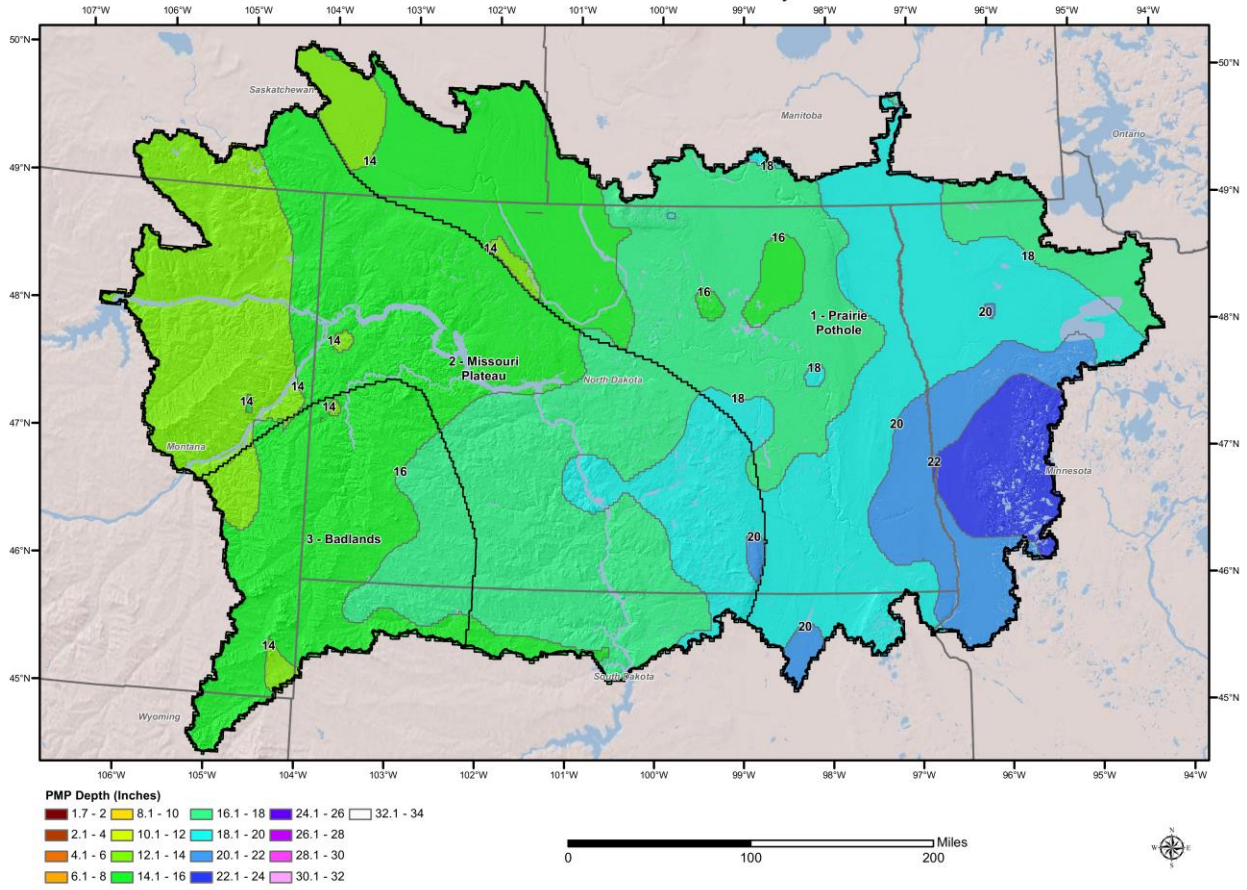 106°W 105°W 104°W 103°W 102°W 101°W 100°W 99°W 98°W 97°W 96°W 95°W 94°W
50°N
50°N
Saskatchewan
Manitoba
Ontario
14
49°N
18
49°N
14
16
18
48°N
16
1 - Prairie
Pothole
20
48°N
14
2 - Missouri
Plateau
North Dakota
18
14
14
14
18
47°N
20
47°N
Montana
16
22
Minnesota
3 - Badlands
20
46°N
46°N
14
20
45°N
South Dakota
45°N
Wyoming
106°W 105°W 104°W 103°W 102°W 101°W 100°W 99°W 98°W 97°W 96°W 95°W 94°W
PMP Depth (Inches)
1.7 - 2 8.1 - 10 16.1 - 18 24.1 - 26 32.1 - 34
2.1 - 4 10.1 - 12 18.1 - 20 26.1 - 28
4.1 - 6 12.1 - 14 20.1 - 22 28.1 - 30
6.1 - 8 14.1 - 16 22.1 - 24 30.1 - 32
Miles
0 100 200
N
W E
S